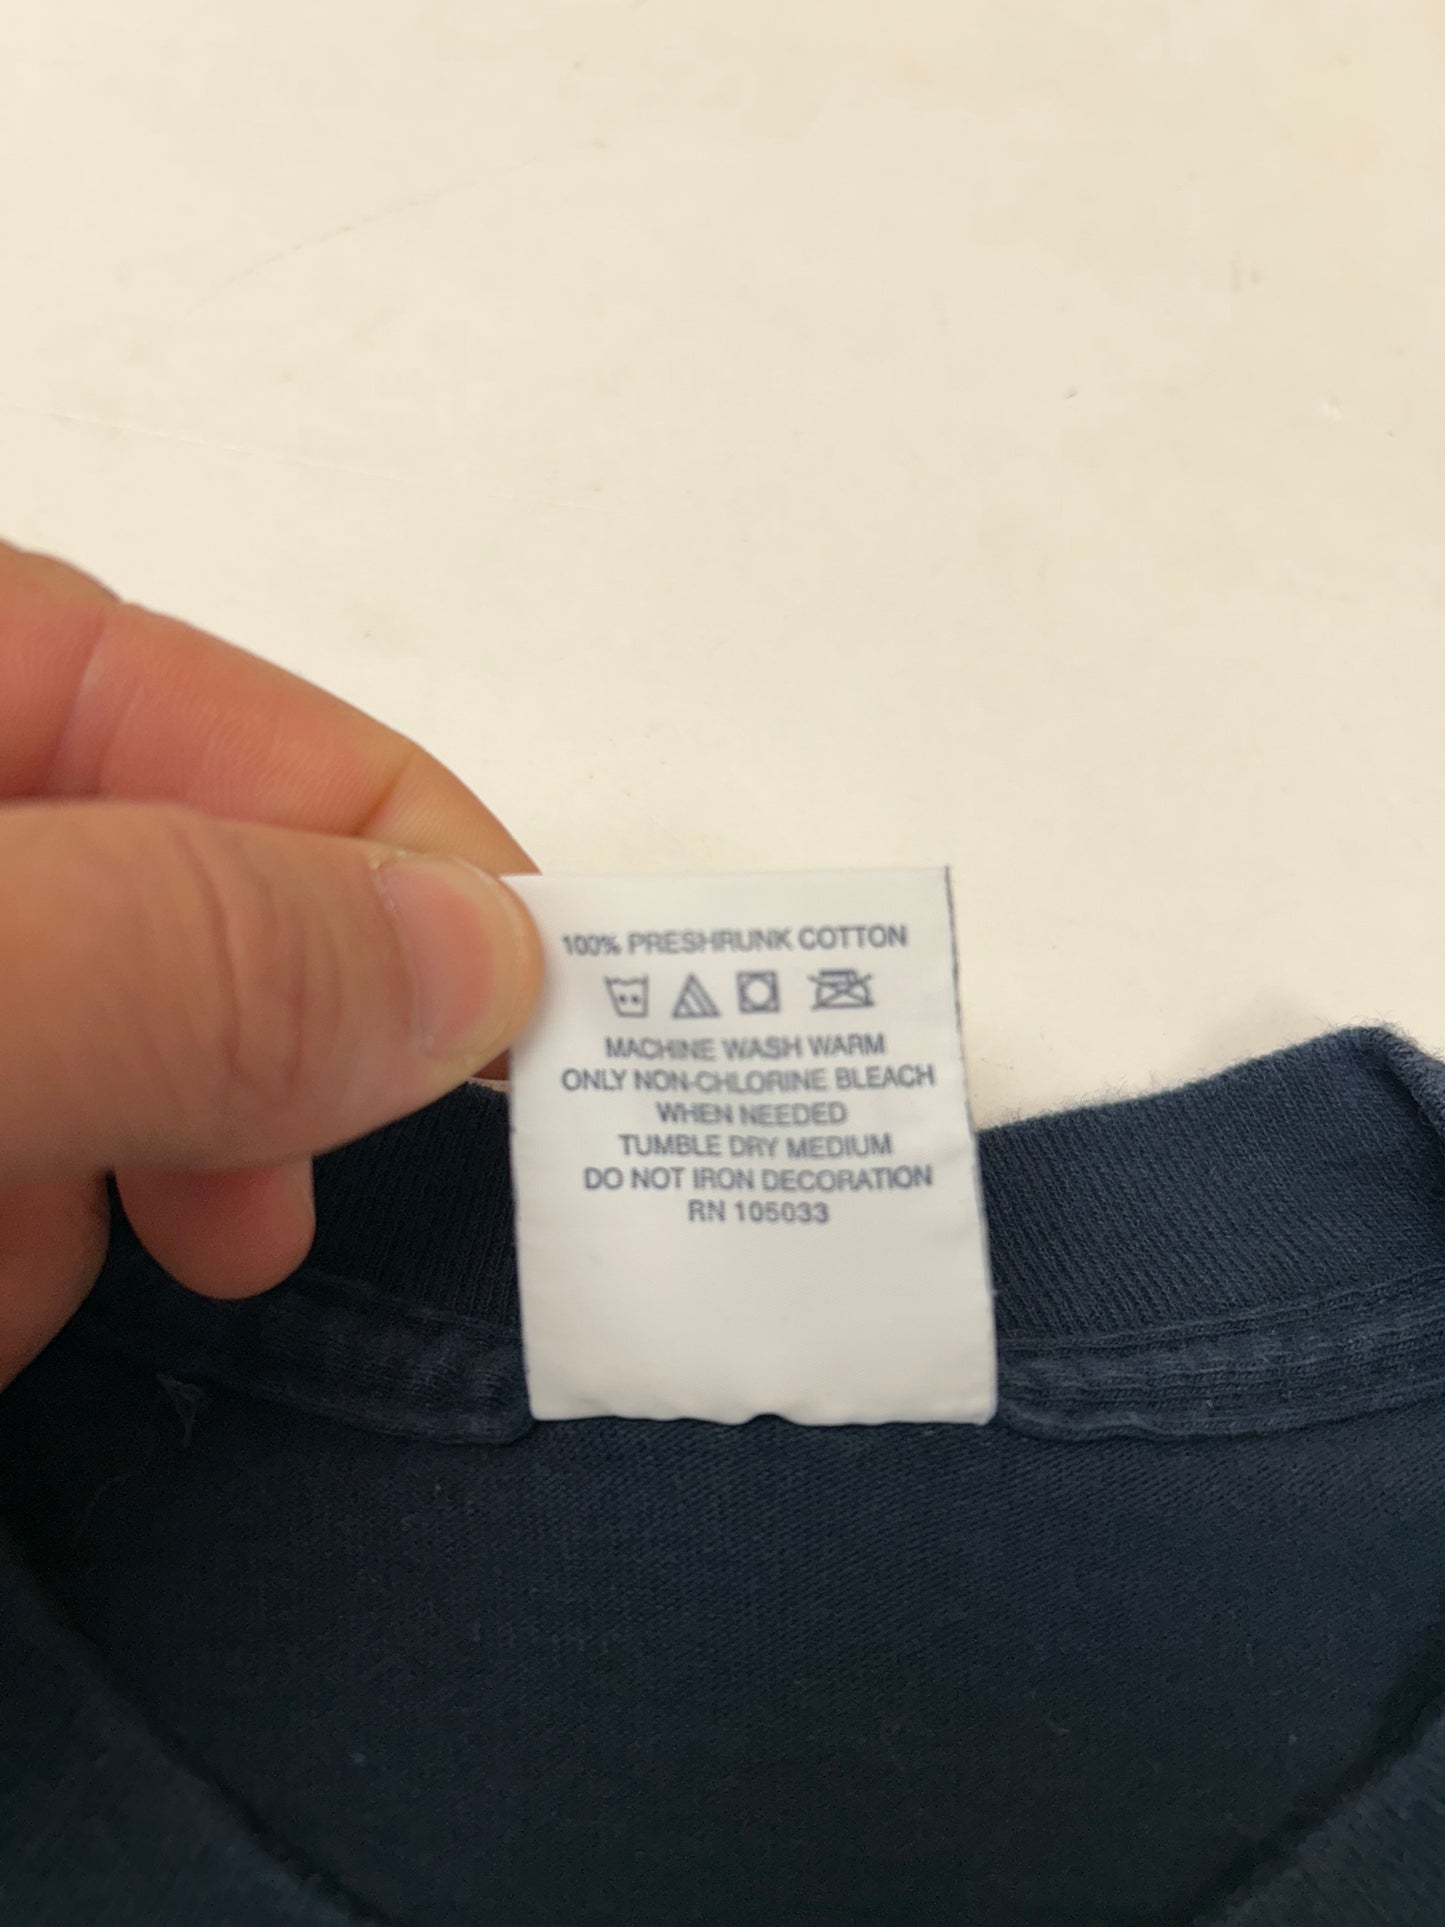 100% PRESHRUNK COTTON
MACHINE WASH WARM
ONLY NON-CHLORINE BLEACH
WHEN NEEDED
TUMBLE DRY MEDIUM
DO NOT IRON DECORATION
RN 105033